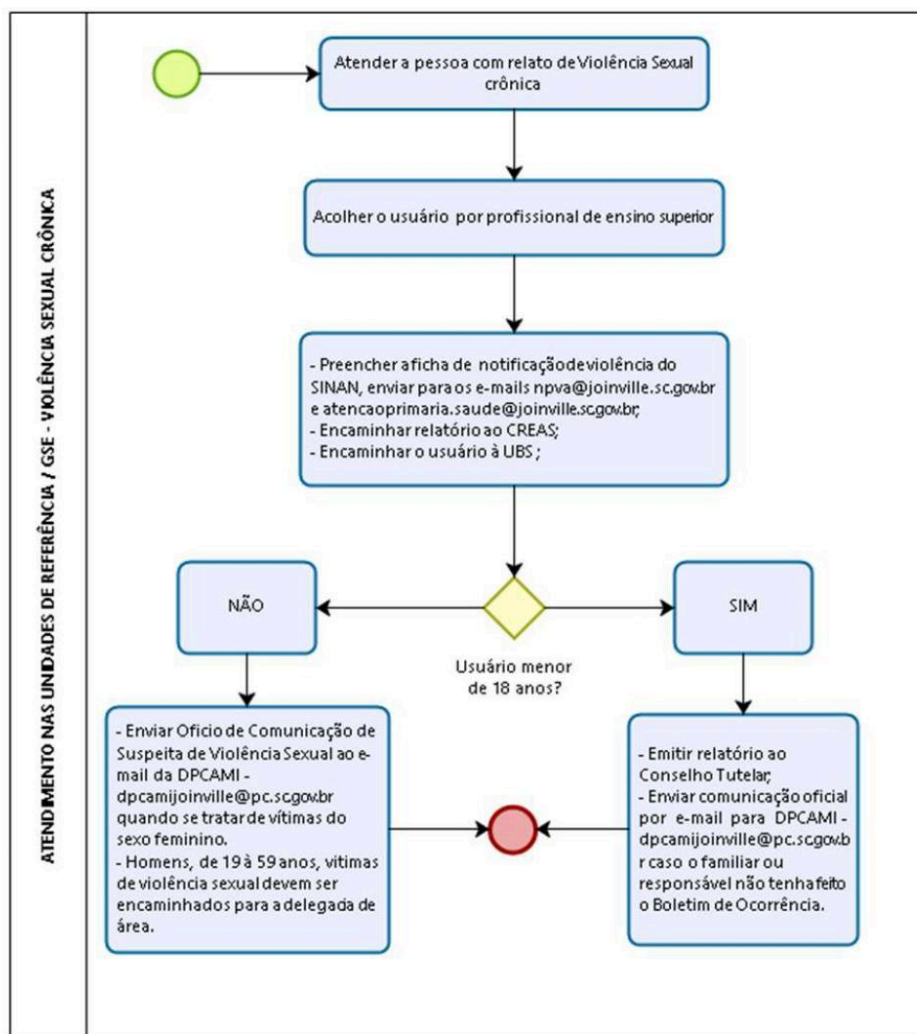 ATENDIMENTO NAS UNIDADES DE REFERÊNCIA / GSE - VIOLÊNCIA SEXUAL CRÔNICA
Atender a pessoa com relato de Violência Sexual
crônica
Acolher o usuário por profissional de ensino superior
- Preencher a ficha de notificação de violência do
SINAN, enviar para os e-mails npva@joinville.sc.gov.br
e atencaoprimaria.saude@joinville.sc.gov.br;
- Encaminhar relatório ao CREAS;
- Encaminhar o usuário à UBS ;
NÃO
SIM
Usuário menor
de 18 anos?
- Enviar Oficio de Comunicação de
Suspeita de Violência Sexual ao e-
mail da DPCAMI -
dpcamijoinville@pc.sc.gov.br
quando se tratar de vítimas do
sexo feminino.
- Homens, de 19 à 59 anos, vitimas
de violência sexual devem ser
encaminhados para a delegacia de
área.
- Emitir relatório ao
Conselho Tutelar;
- Enviar comunicação oficial
por e-mail para DPCAMI -
dpcamijoinville@pc.sc.gov.b
r caso o familiar ou
responsável não tenha feito
o Boletim de Ocorrência.